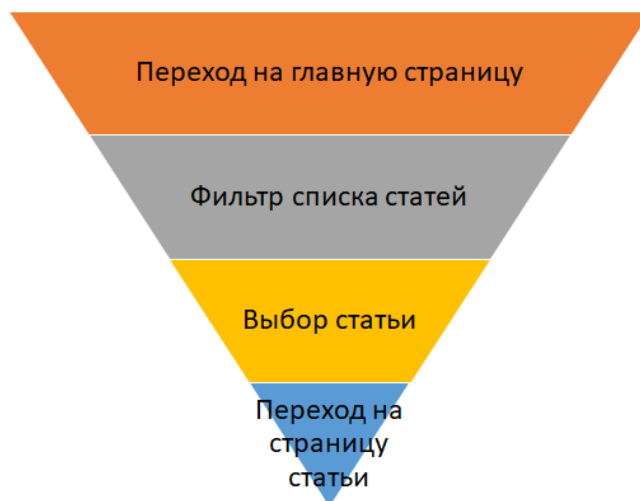 Переход на главную страницу
Фильтр списка статей
Выбор статьи
Переход на
страницу
статьи